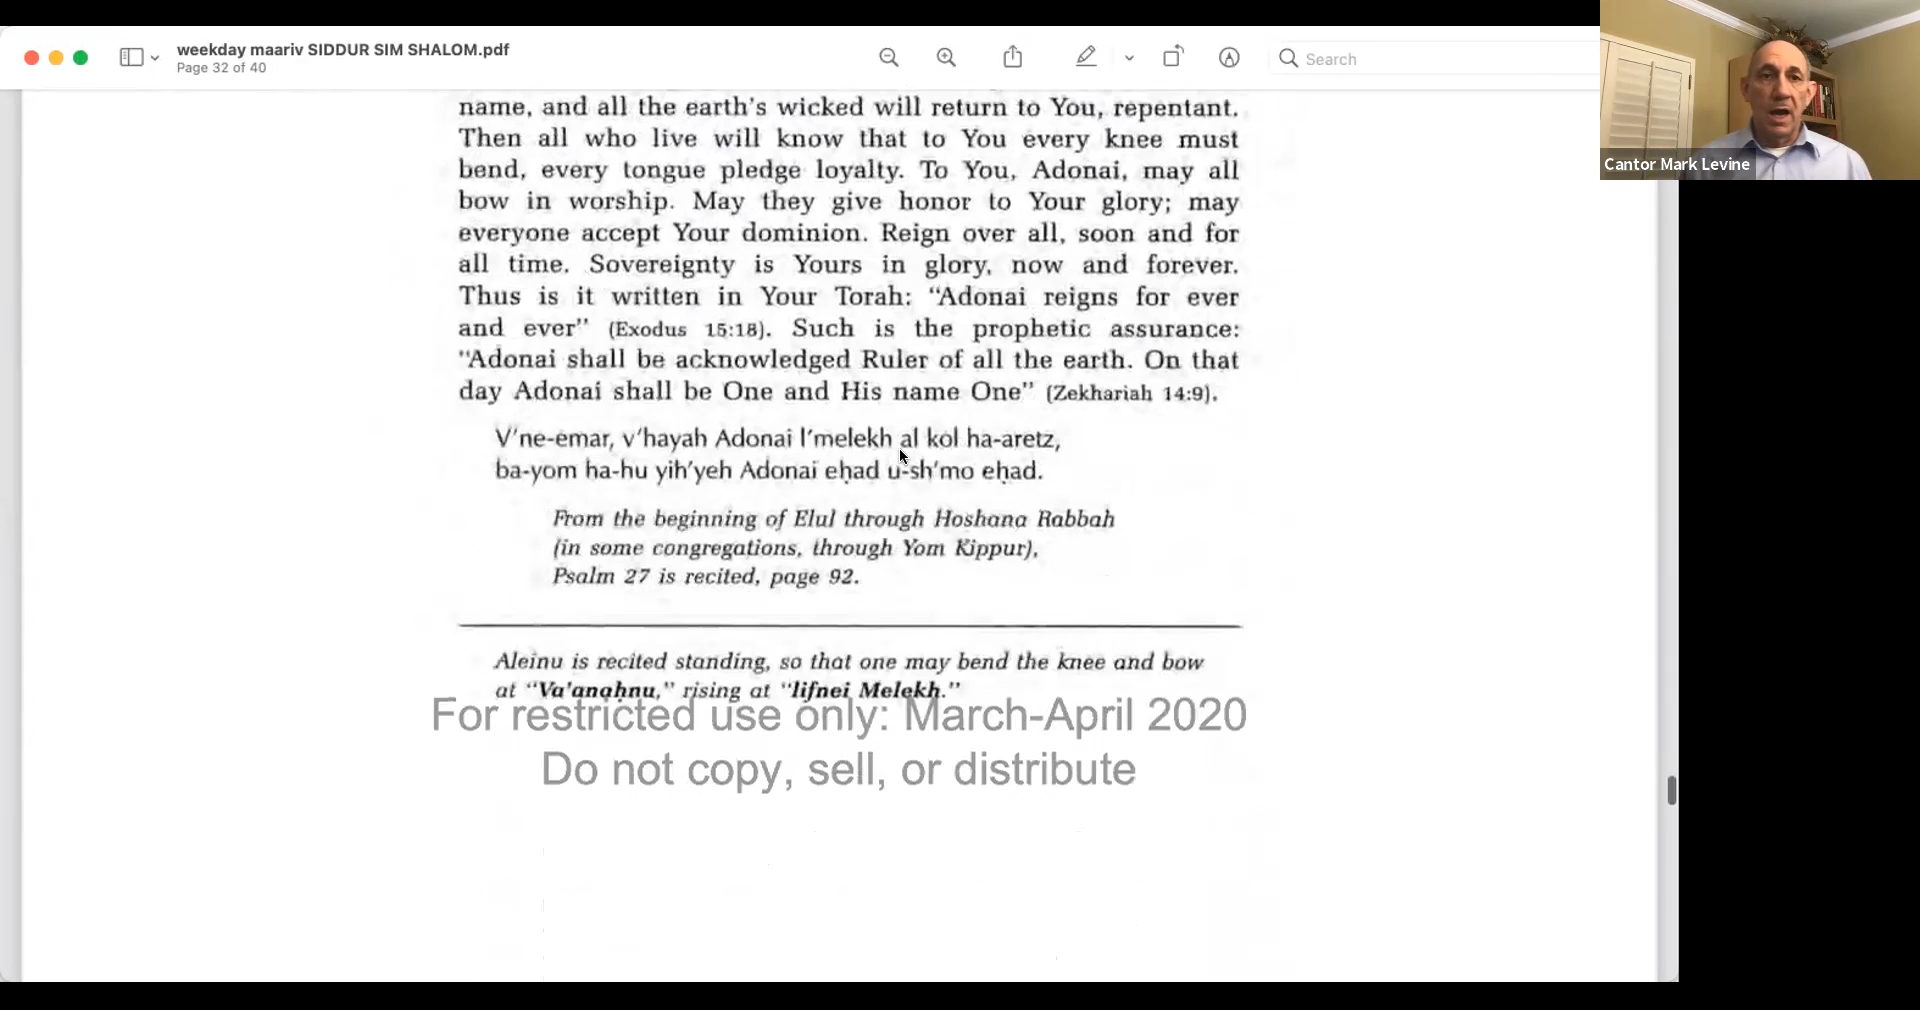 weekday maariv SIDDUR SIM SHALOM.pdf
Page 32 of 40
Search
Cantor Mark Levine
name, and all the earth's wicked will return to You, repentant.
Then all who live will know that to You every knee must
bend, every tongue pledge loyalty. To You, Adonai, may all
bow in worship. May they give honor to Your glory; may
everyone accept Your dominion. Reign over all, soon and for
all time. Sovereignty is Yours in glory, now and forever.
Thus is it written in Your Torah: "Adonai reigns for ever
and ever" (Exodus 15:18). Such is the prophetic assurance:
"Adonai shall be acknowledged Ruler of all the earth. On that
day Adonai shall be One and His name One" (Zekhariah 14:9).
V'ne-emar, v'hayah Adonai l'melekh al kol ha-aretz,
ba-yom ha-hu yih'yeh Adonai eḥad u-sh'mo eḥad.
From the beginning of Elul through Hoshana Rabbah
(in some congregations, through Yom Kippur),
Psalm 27 is recited, page 92.
Aleinu is recited standing, so that one may bend the knee and bow
at "Va'anaḥnu," rising at "lifnei Melekh."
For restricted use only: March-April 2020
Do not copy, sell, or distribute